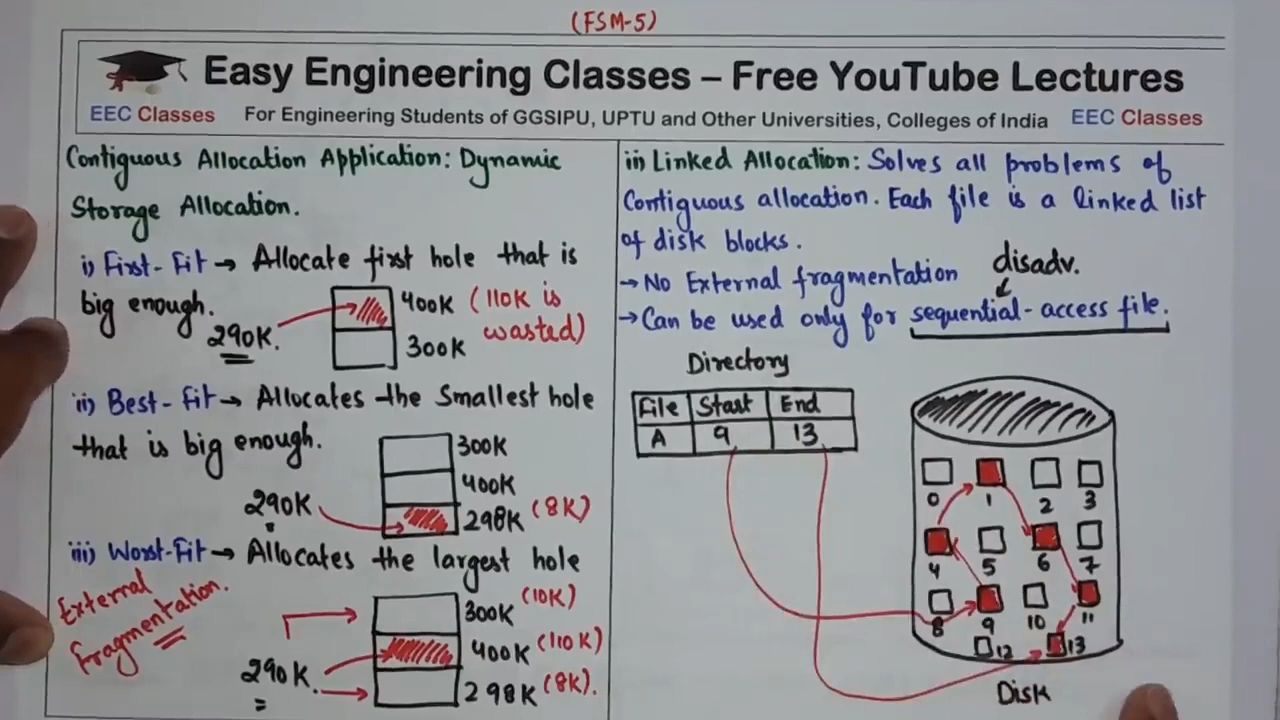 (FSM-5)
Easy Engineering Classes – Free YouTube Lectures
EEC Classes For Engineering Students of GGSIPU, UPTU and Other Universities, Colleges of India EEC Classes
Contiguous Allocation Application: Dynamic
Storage Allocation.
i) First-Fit → Allocate first hole that is
big enough.
290K.
400K (110K is
wasted)
300K
ii) Best-Fit → Allocates the smallest hole
that is big enough.
300K
400K
290K
298K (8K)
iii) Worst-Fit → Allocates the largest hole
External
fragmentation.
300K (10K)
400K (110K)
290K.
298K (8K).
ii) Linked Allocation: Solves all problems of
Contiguous allocation. Each file is a linked list
of disk blocks.
→ No External fragmentation
disadv.
→ Can be used only for sequential-access file.
Directory
File Start End
A 9 13
0 1 2 3
4 5 6 7
8 9 10 11
12 13
Disk